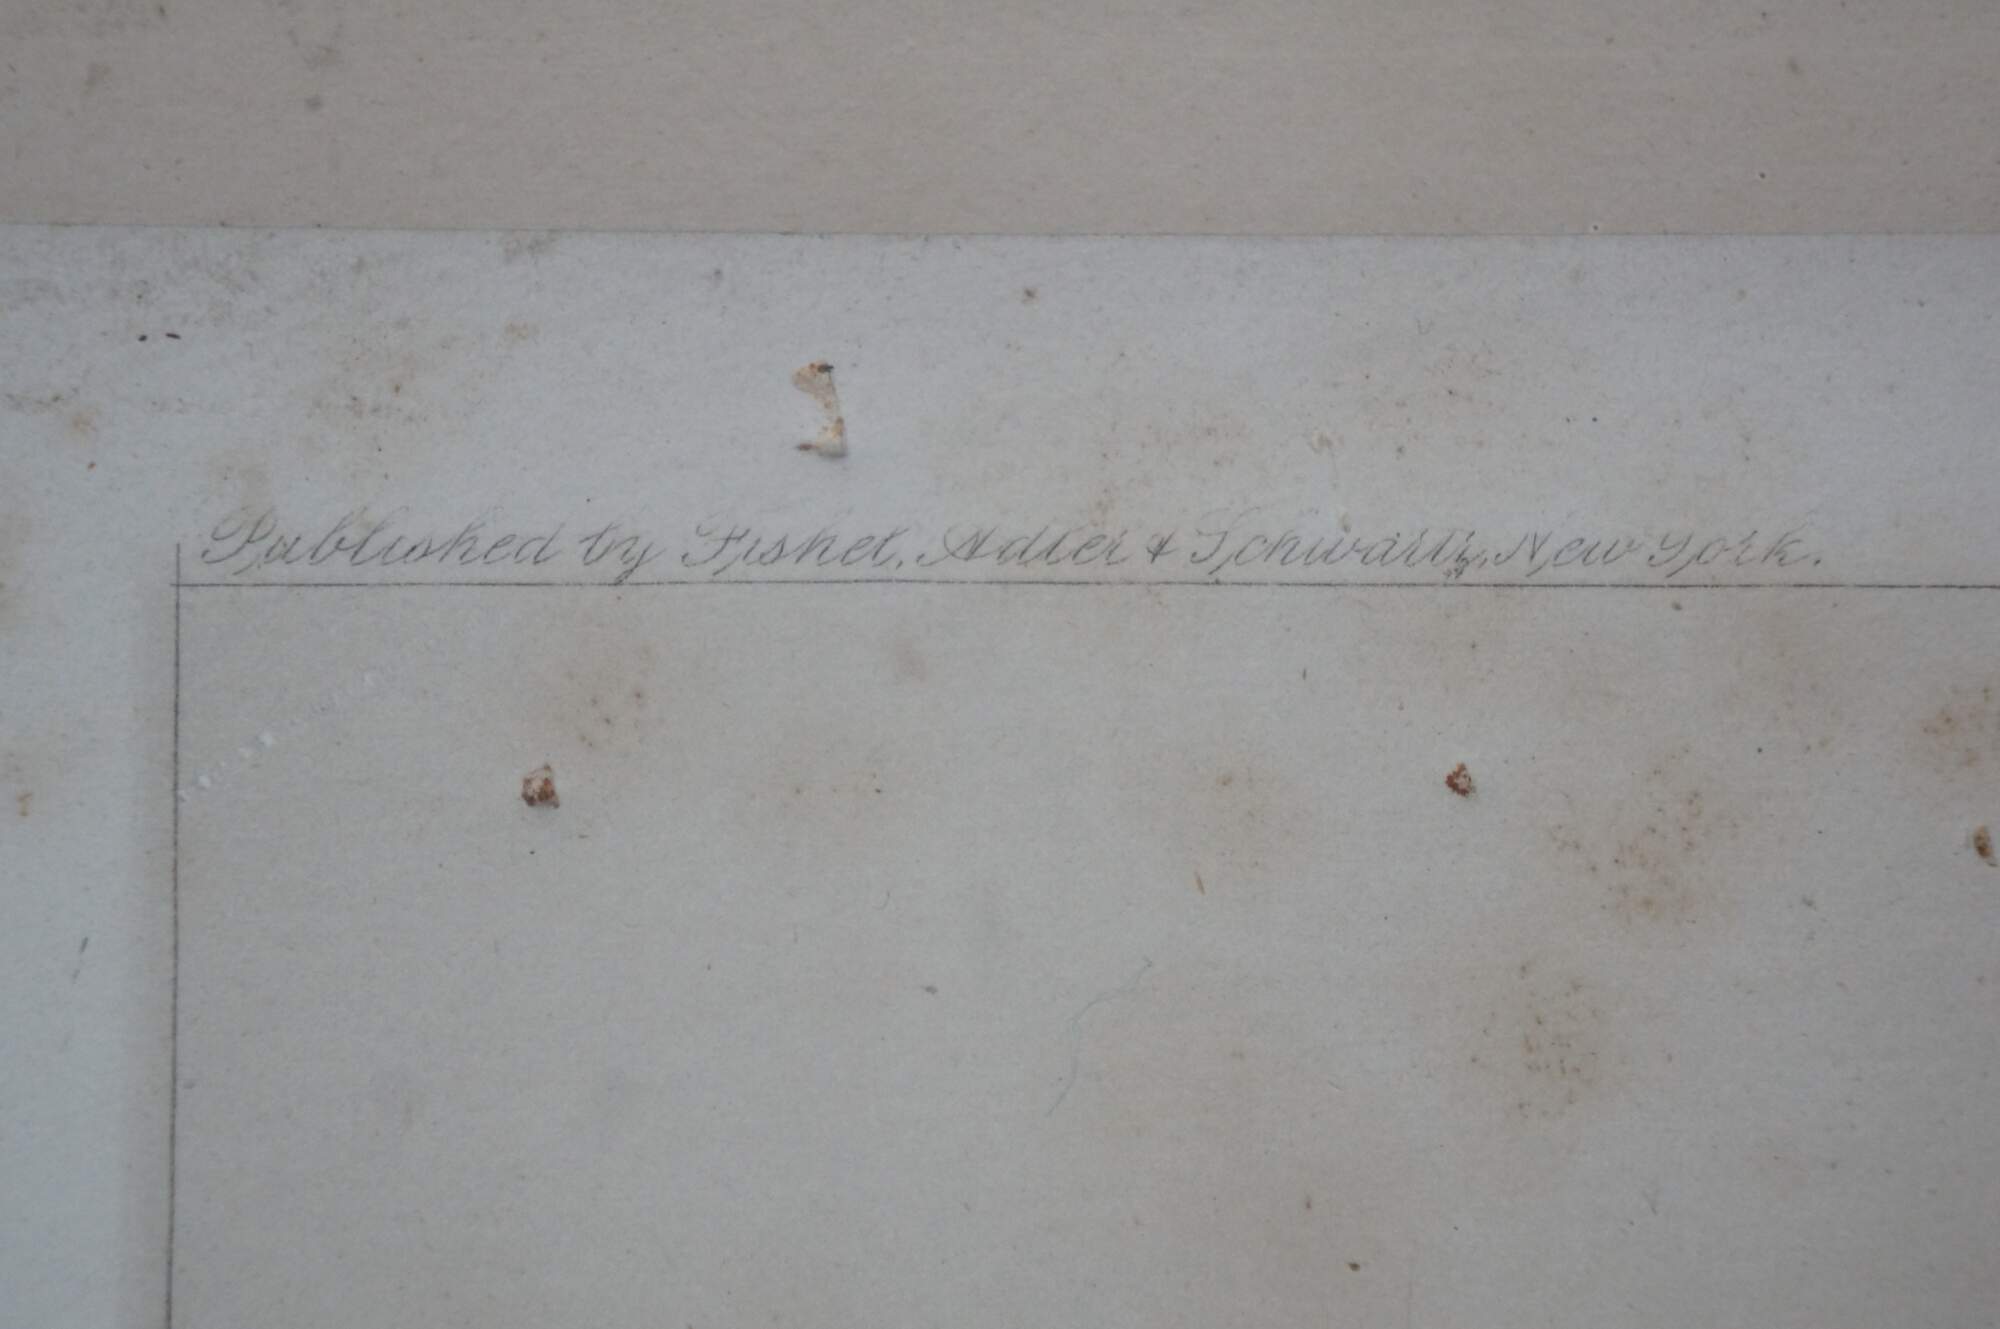 Published by Fishel, Adler & Schwartz, New York.